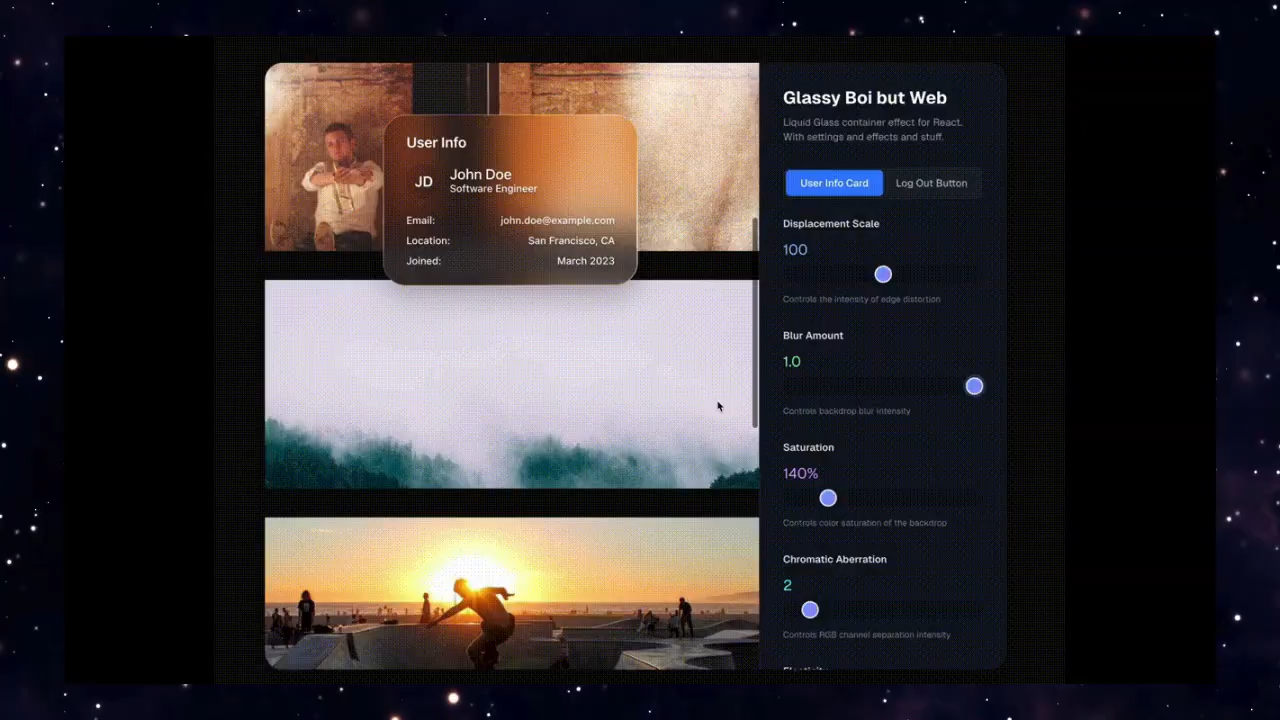 Glassy Boi but Web
Liquid Glass container effect for React.
With settings and effects and stuff.
User Info Card
Log Out Button
User Info
JD
John Doe
Software Engineer
Email: john.doe@example.com
Location: San Francisco, CA
Joined: March 2023
Displacement Scale
100
Controls the intensity of edge distortion
Blur Amount
1.0
Controls backdrop blur intensity
Saturation
140%
Controls color saturation of the backdrop
Chromatic Aberration
2
Controls RGB channel separation intensity